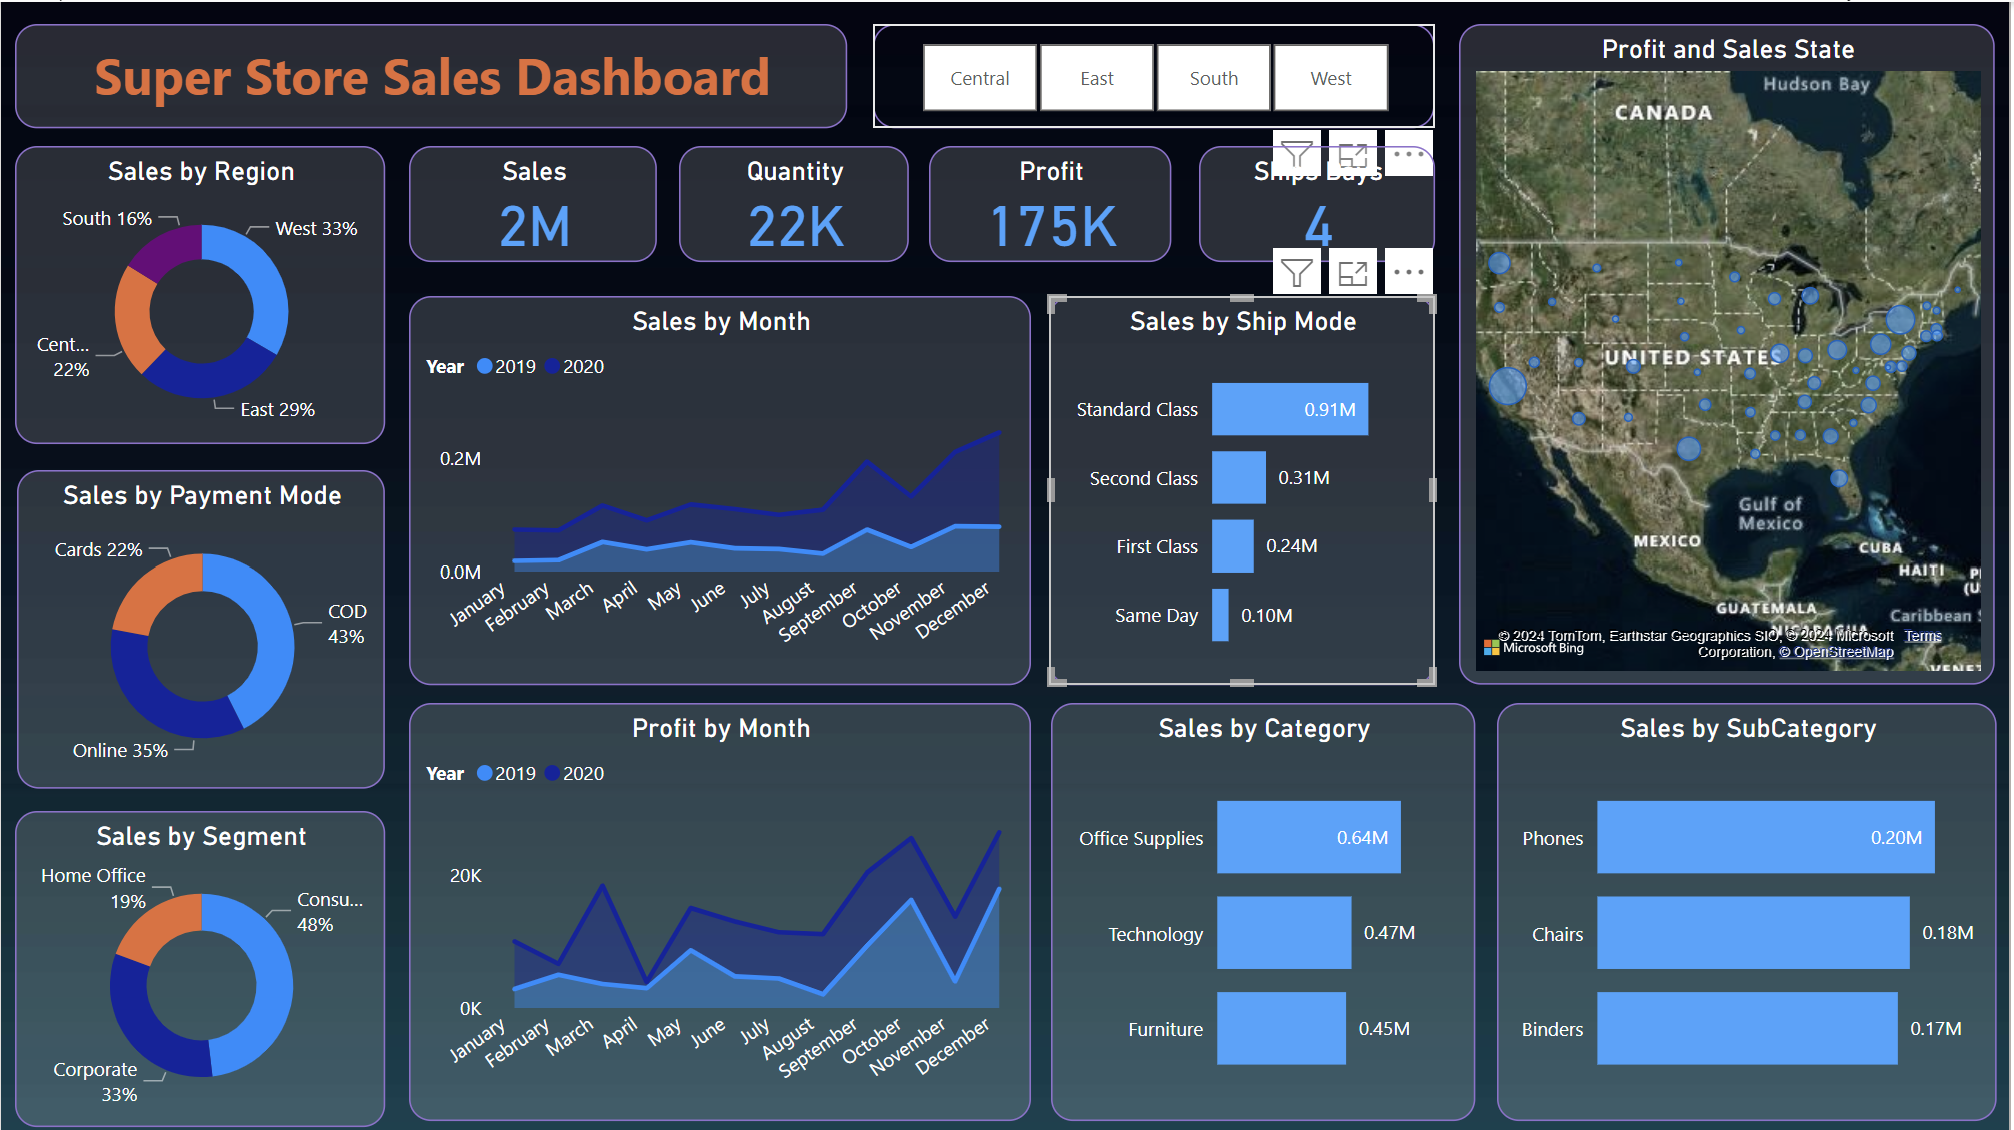 Super Store Sales Dashboard
Central
East
South
West
Profit and Sales State
Hudson Bay
CANADA
UNITED STATES
Gulf of
Mexico
MEXICO
CUBA
HAITI
GUATEMALA
Caribbean
NICARAGUA
© 2024 TomTom, Earthstar Geographics SIO, © 2024 Microsoft
Corporation, © OpenStreetMap
Terms
Microsoft Bing
Sales by Region
South 16%
West 33%
Cent...
22%
East 29%
Sales
2M
Quantity
22K
Profit
175K
Ships Days
4
Sales by Month
Year 2019 2020
0.2M
0.0M
January
February
March
April
May
June
July
August
September
October
November
December
Sales by Ship Mode
Standard Class 0.91M
Second Class 0.31M
First Class 0.24M
Same Day 0.10M
Sales by Payment Mode
Cards 22%
COD
43%
Online 35%
Profit by Month
Year 2019 2020
20K
0K
January
February
March
April
May
June
July
August
September
October
November
December
Sales by Category
Office Supplies 0.64M
Technology 0.47M
Furniture 0.45M
Sales by SubCategory
Phones 0.20M
Chairs 0.18M
Binders 0.17M
Sales by Segment
Home Office
19%
Consu...
48%
Corporate
33%